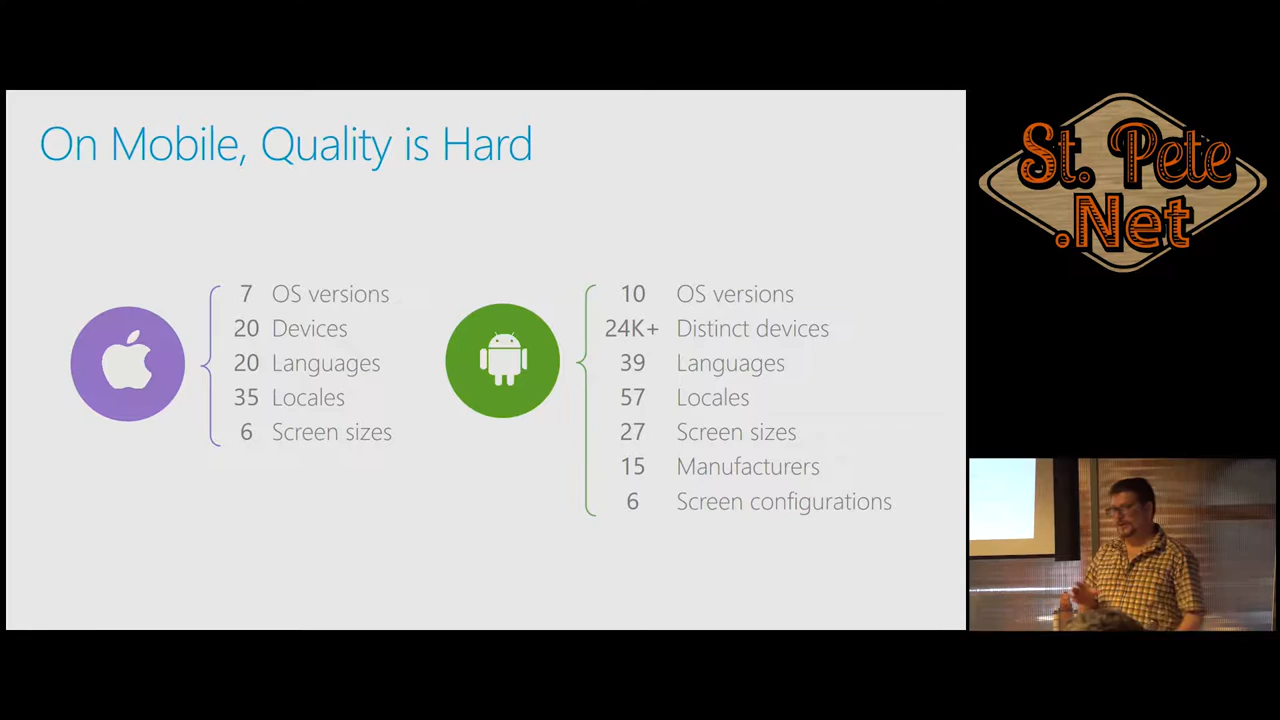 On Mobile, Quality is Hard
7 OS versions
20 Devices
20 Languages
35 Locales
6 Screen sizes
10 OS versions
24K+ Distinct devices
39 Languages
57 Locales
27 Screen sizes
15 Manufacturers
6 Screen configurations
St. Pete
.Net